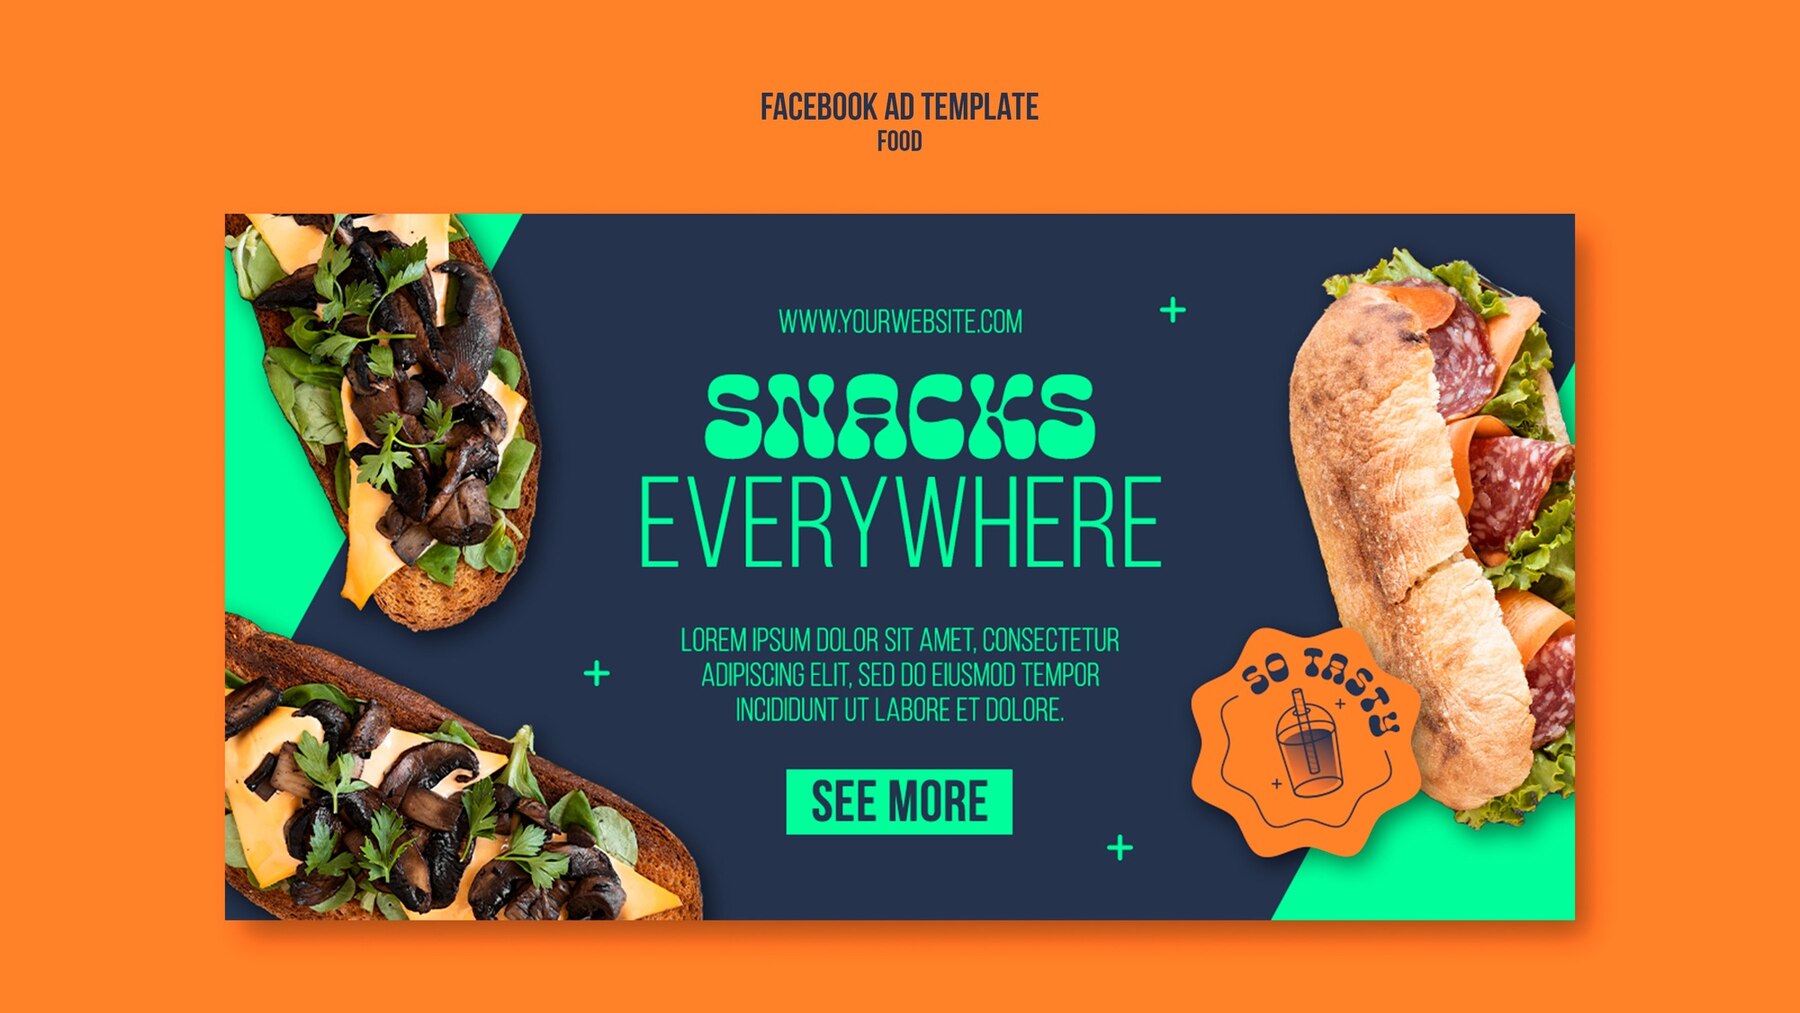 FACEBOOK AD TEMPLATE
FOOD
WWW.YOURWEBSITE.COM
SNACKS
EVERYWHERE
LOREM IPSUM DOLOR SIT AMET, CONSECTETUR
ADIPISCING ELIT, SED DO EIUSMOD TEMPOR
INCIDIDUNT UT LABORE ET DOLORE.
SEE MORE
SO TASTY